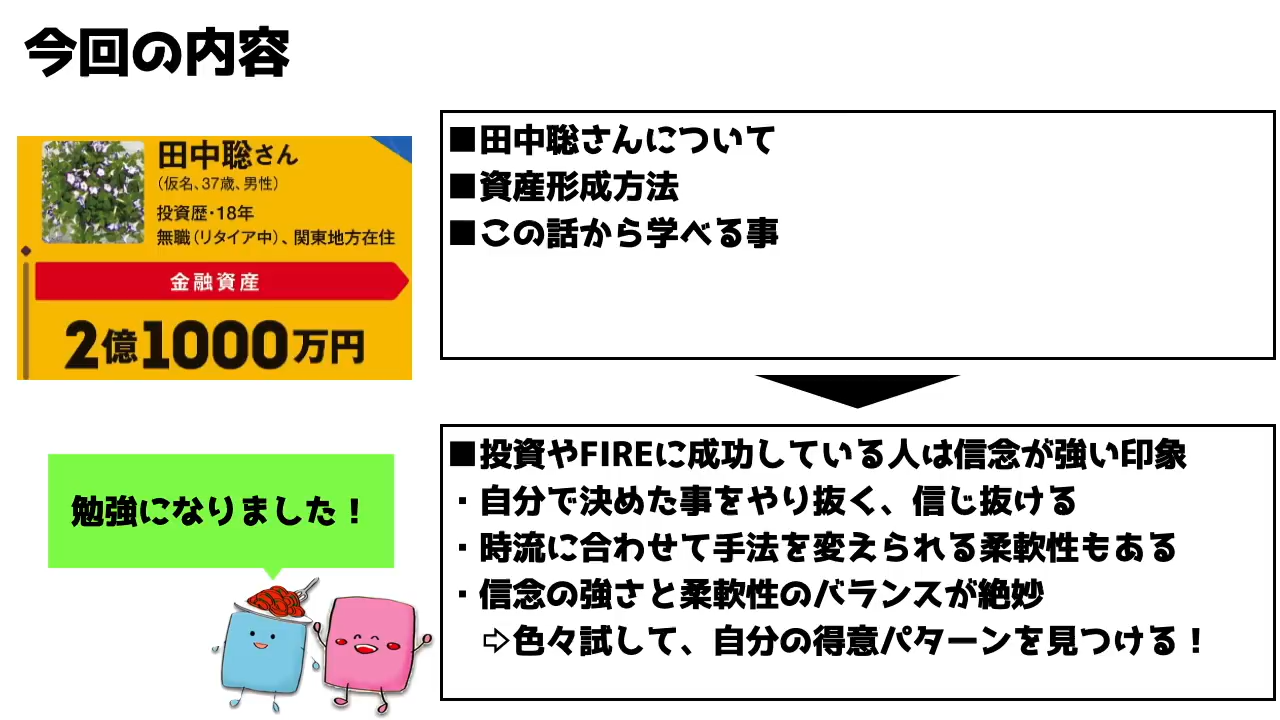 今回の内容
田中聡さん
(仮名、37歳、男性)
投資歴・18年
無職(リタイア中)、関東地方在住
金融資産
2億1000万円
■田中聡さんについて
■資産形成方法
■この話から学べる事
■投資やFIREに成功している人は信念が強い印象
・自分で決めた事をやり抜く、信じ抜ける
・時流に合わせて手法を変えられる柔軟性もある
・信念の強さと柔軟性のバランスが絶妙
⇨色々試して、自分の得意パターンを見つける！
勉強になりました！